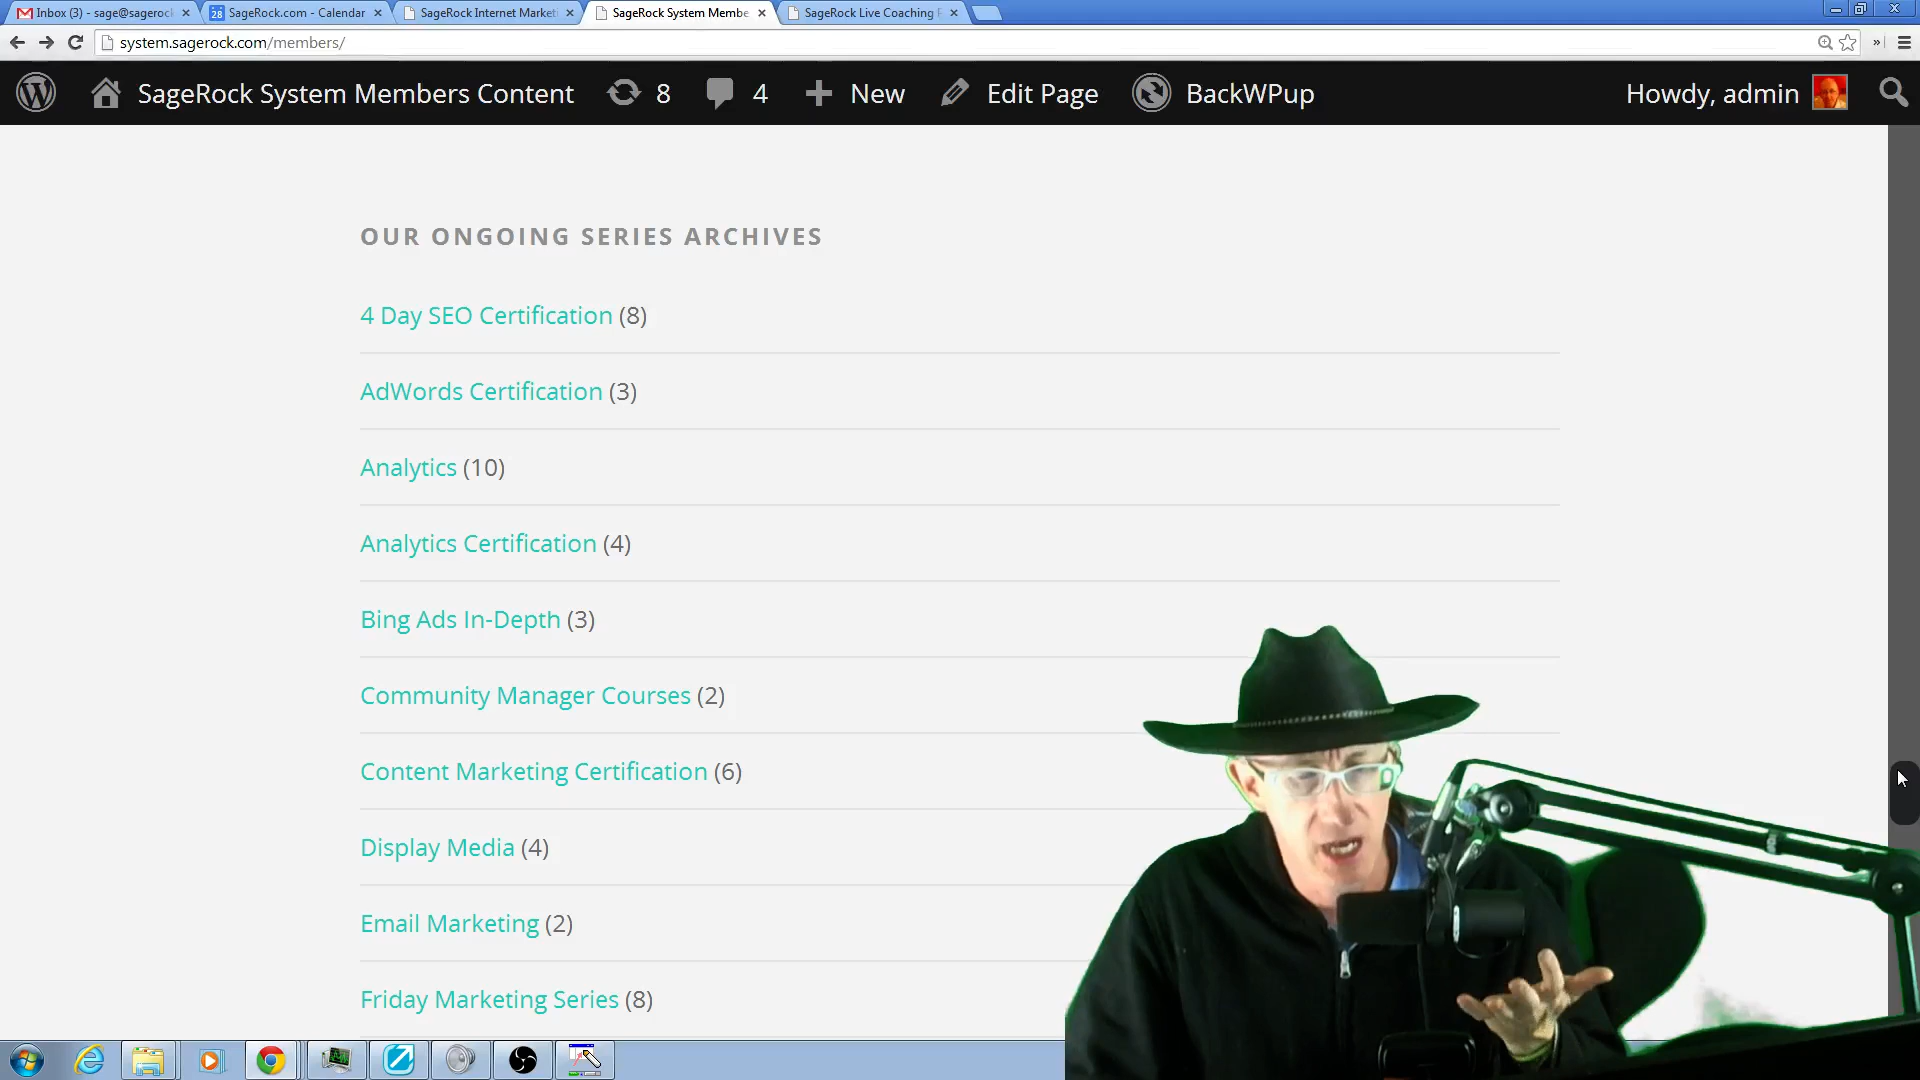 Inbox (3) - sage@sagerock
28 SageRock.com - Calendar
SageRock Internet Marketi
SageRock System Membe
SageRock Live Coaching
system.sagerock.com/members/
SageRock System Members Content 8 4 New Edit Page BackWPup Howdy, admin
OUR ONGOING SERIES ARCHIVES
4 Day SEO Certification (8)
AdWords Certification (3)
Analytics (10)
Analytics Certification (4)
Bing Ads In-Depth (3)
Community Manager Courses (2)
Content Marketing Certification (6)
Display Media (4)
Email Marketing (2)
Friday Marketing Series (8)